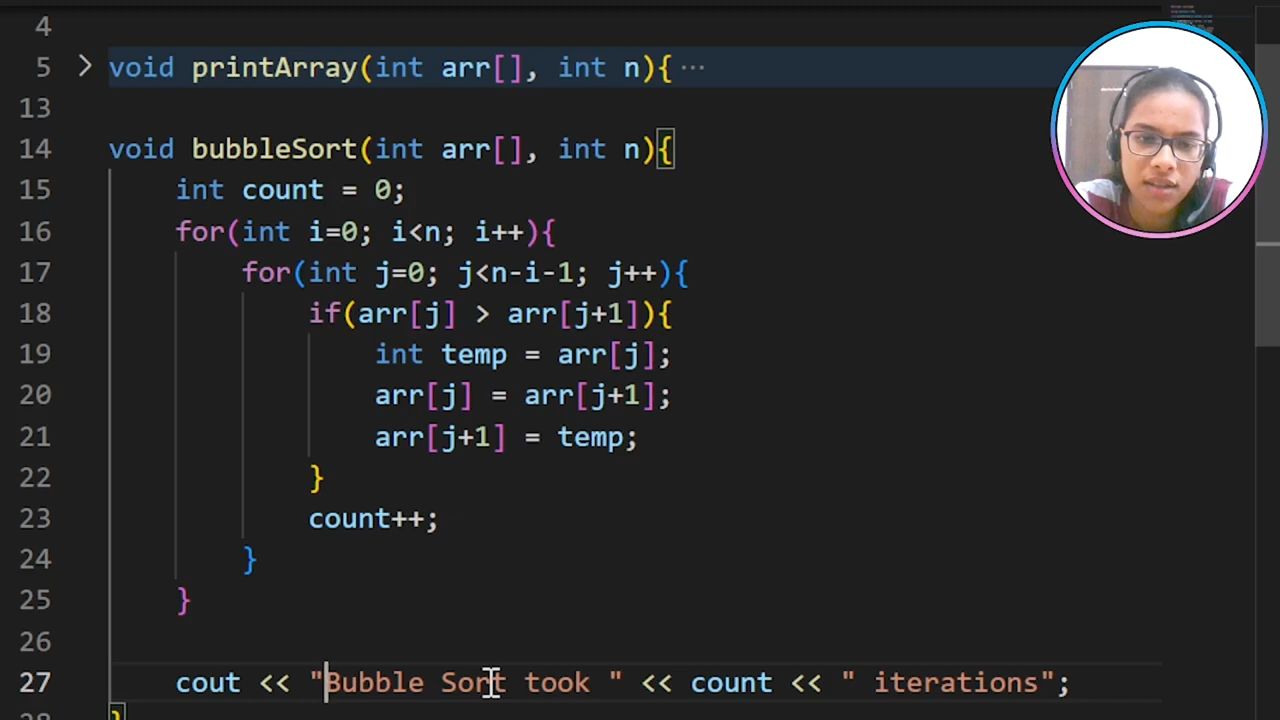 4
5 > void printArray(int arr[], int n){ ···
13
14 void bubbleSort(int arr[], int n){
15 int count = 0;
16 for(int i=0; i<n; i++){
17 for(int j=0; j<n-i-1; j++){
18 if(arr[j] > arr[j+1]){
19 int temp = arr[j];
20 arr[j] = arr[j+1];
21 arr[j+1] = temp;
22 }
23 count++;
24 }
25 }
26
27 cout << "Bubble Sort took " << count << " iterations";
28 }